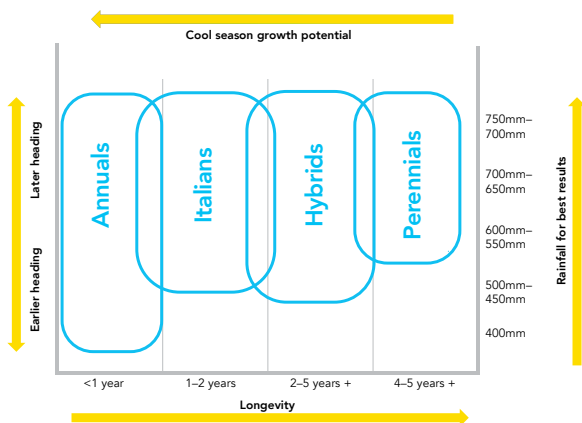 Cool season growth potential
Later heading
Earlier heading
Annuals
Italians
Hybrids
Perennials
750mm–
700mm
700mm–
650mm
600mm–
550mm
500mm–
450mm
400mm
Rainfall for best results
<1 year
1–2 years
2–5 years +
4–5 years +
Longevity